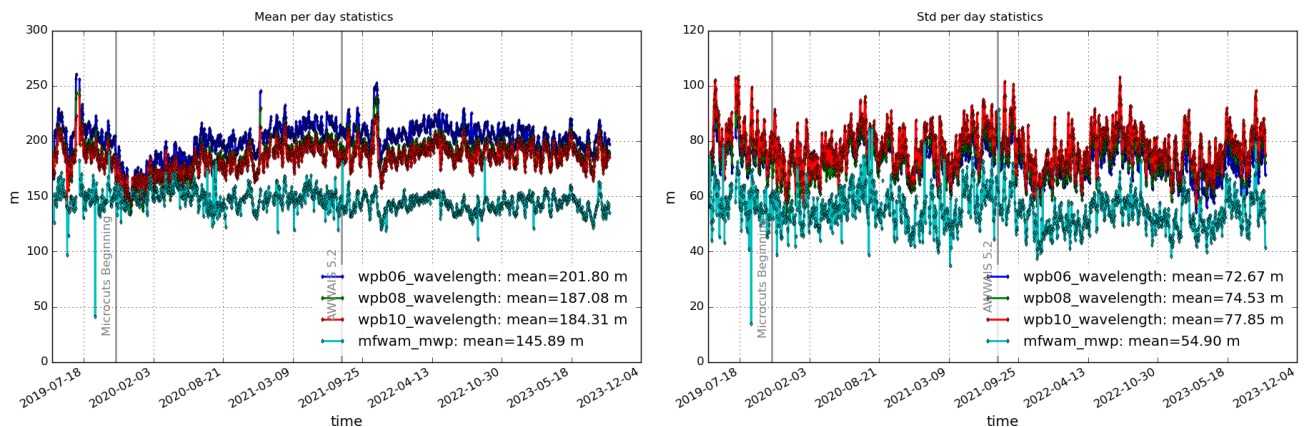 Mean per day statistics
300
250
200
150
100
50
0
m
Microcuts Beginning
AWWAIS 5.2
wpb06_wavelength: mean=201.80 m
wpb08_wavelength: mean=187.08 m
wpb10_wavelength: mean=184.31 m
mfwam_mwp: mean=145.89 m
2019-07-18
2020-02-03
2020-08-21
2021-03-09
2021-09-25
2022-04-13
2022-10-30
2023-05-18
2023-12-04
time
Std per day statistics
120
100
80
60
40
20
0
m
Microcuts Beginning
AWWAIS 5.2
wpb06_wavelength: mean=72.67 m
wpb08_wavelength: mean=74.53 m
wpb10_wavelength: mean=77.85 m
mfwam_mwp: mean=54.90 m
2019-07-18
2020-02-03
2020-08-21
2021-03-09
2021-09-25
2022-04-13
2022-10-30
2023-05-18
2023-12-04
time